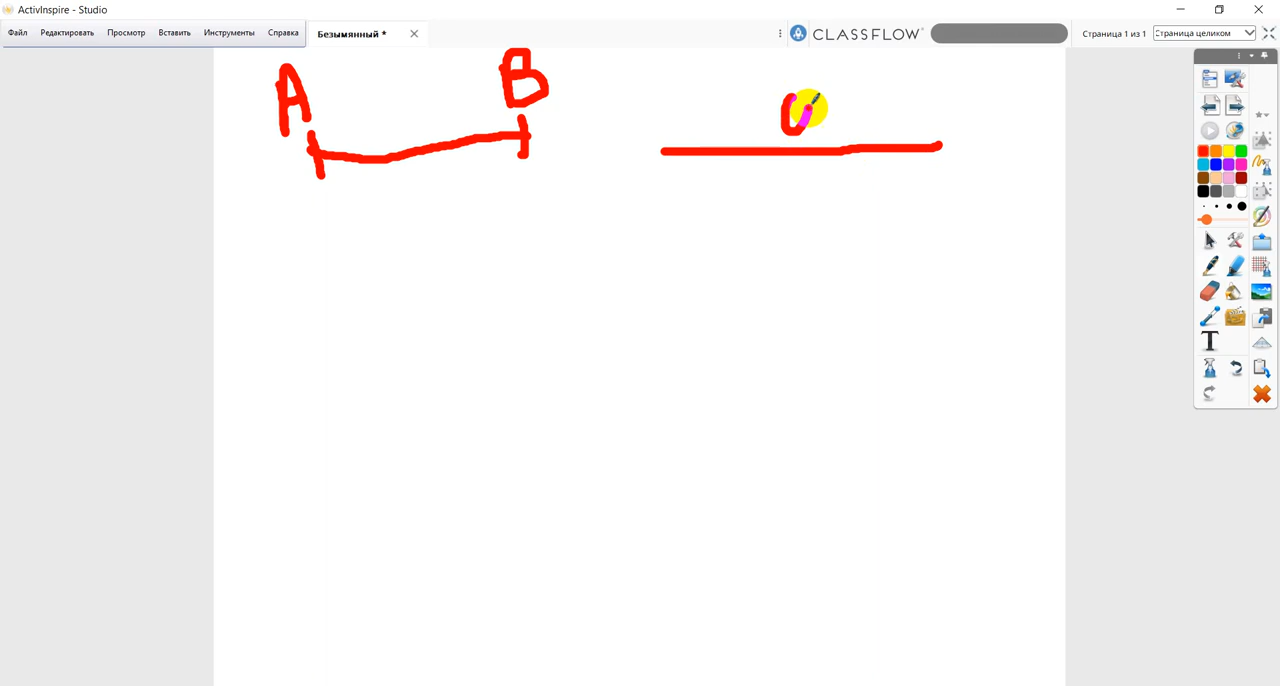 ActivInspire - Studio
Файл Редактировать Просмотр Вставить Инструменты Справка
Безымянный *
CLASSFLOW
Страница 1 из 1
Страница целиком
A B
T